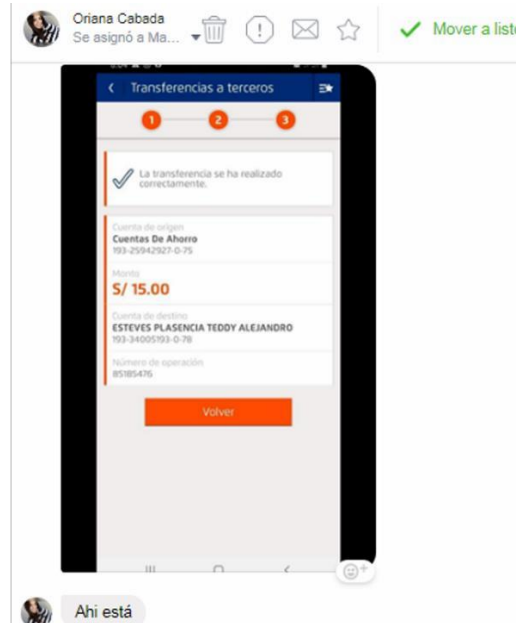 Oriana Cabada
Se asignó a Ma...
Mover a listo
Transferencias a terceros
1 2 3
La transferencia se ha realizado
correctamente.
Cuenta de origen
Cuentas De Ahorro
193-25942927-0-75
Monto
S/ 15.00
Cuenta de destino
ESTEVES PLASENCIA TEDDY ALEJANDRO
193-34005193-0-78
Número de operación
85185476
Volver
Ahi está